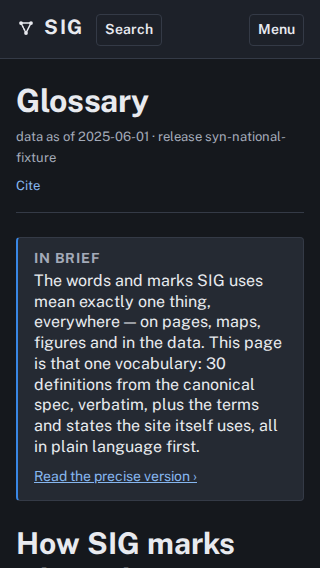 SIG
Search
Menu
Glossary
data as of 2025-06-01 · release syn-national-
fixture
Cite
IN BRIEF
The words and marks SIG uses
mean exactly one thing,
everywhere — on pages, maps,
figures and in the data. This page
is that one vocabulary: 30
definitions from the canonical
spec, verbatim, plus the terms
and states the site itself uses, all
in plain language first.
Read the precise version ›
How SIG marks